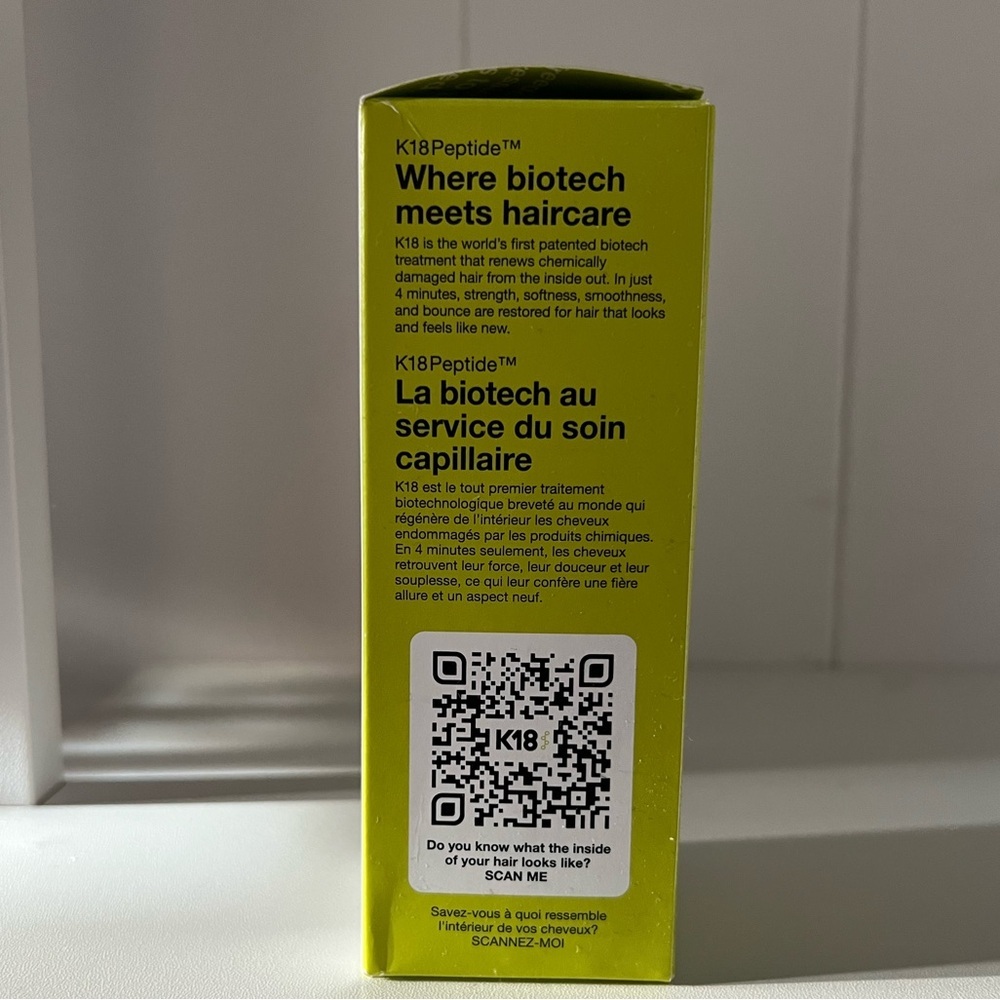 K18Peptide™
Where biotech
meets haircare
K18 is the world's first patented biotech
treatment that renews chemically
damaged hair from the inside out. In just
4 minutes, strength, softness, smoothness,
and bounce are restored for hair that looks
and feels like new.
K18Peptide™
La biotech au
service du soin
capillaire
K18 est le tout premier traitement
biotechnologique breveté au monde qui
régénère de l'intérieur les cheveux
endommagés par les produits chimiques.
En 4 minutes seulement, les cheveux
retrouvent leur force, leur douceur et leur
souplesse, ce qui leur confère une fière
allure et un aspect neuf.
K18
Do you know what the inside
of your hair looks like?
SCAN ME
Savez-vous à quoi ressemble
l'intérieur de vos cheveux?
SCANNEZ-MOI